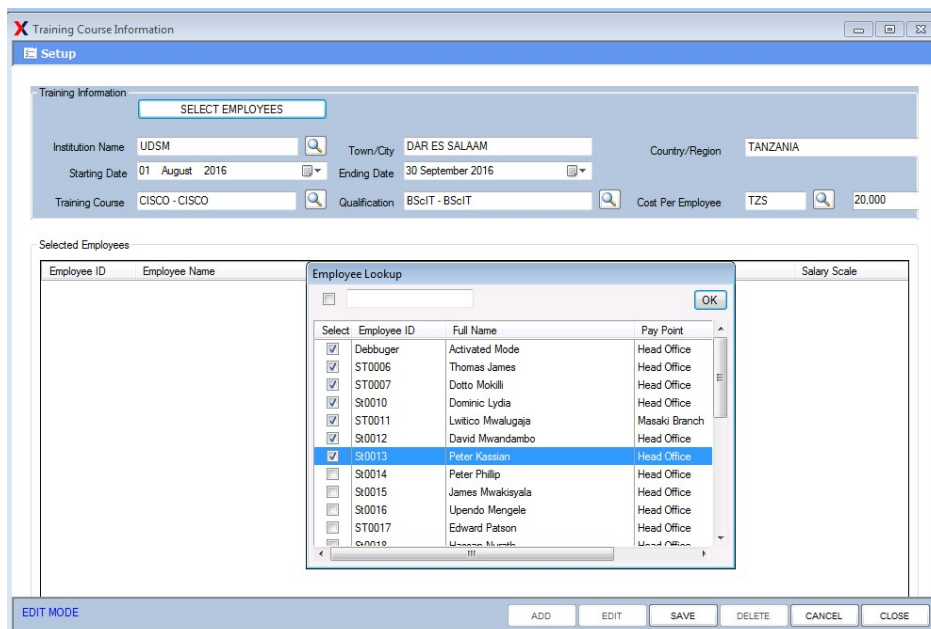 Training Course Information
Setup
Training Information
SELECT EMPLOYEES
Institution Name UDSM Town/City DAR ES SALAAM Country/Region TANZANIA
Starting Date 01 August 2016 Ending Date 30 September 2016
Training Course CISCO - CISCO Qualification BScIT - BScIT Cost Per Employee TZS 20,000
Selected Employees
Employee ID Employee Name Salary Scale
Employee Lookup
OK
Select Employee ID Full Name Pay Point
Debbuger Activated Mode Head Office
ST0006 Thomas James Head Office
ST0007 Dotto Mokilli Head Office
St0010 Dominic Lydia Head Office
ST0011 Lwitico Mwalugaja Masaki Branch
St0012 David Mwandambo Head Office
St0013 Peter Kassian Head Office
St0014 Peter Phillip Head Office
St0015 James Mwakisyala Head Office
St0016 Upendo Mengele Head Office
ST0017 Edward Patson Head Office
St0018 Hassan Nurath Head Office
EDIT MODE ADD EDIT SAVE DELETE CANCEL CLOSE